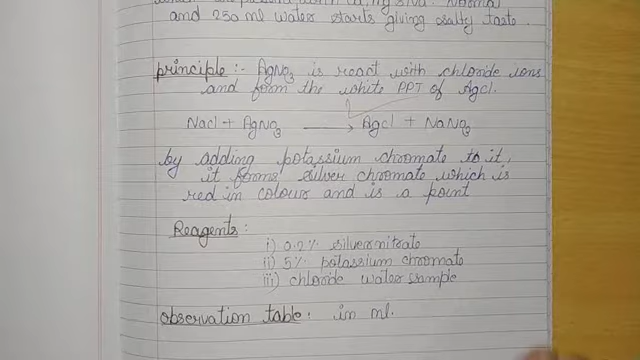 and 250 ml water starts giving salty taste.
principle :- AgNO3 is react with chloride ions
and form the white PPT of Agcl.
Nacl + AgNO3 → Agcl + NaNO3
by adding potassium chromate to it,
it forms silver chromate which is
red in colour and is a point
Reagents :
i) 0.2% silver nitrate
ii) 5% potassium chromate
iii) chloride water sample
observation table : in ml.